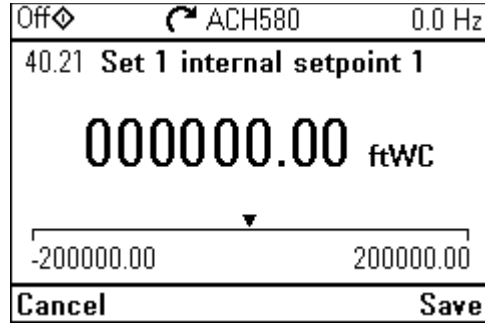 Off ACH580 0.0 Hz
40.21 Set 1 internal setpoint 1
000000.00 ftWC
-200000.00 200000.00
Cancel Save